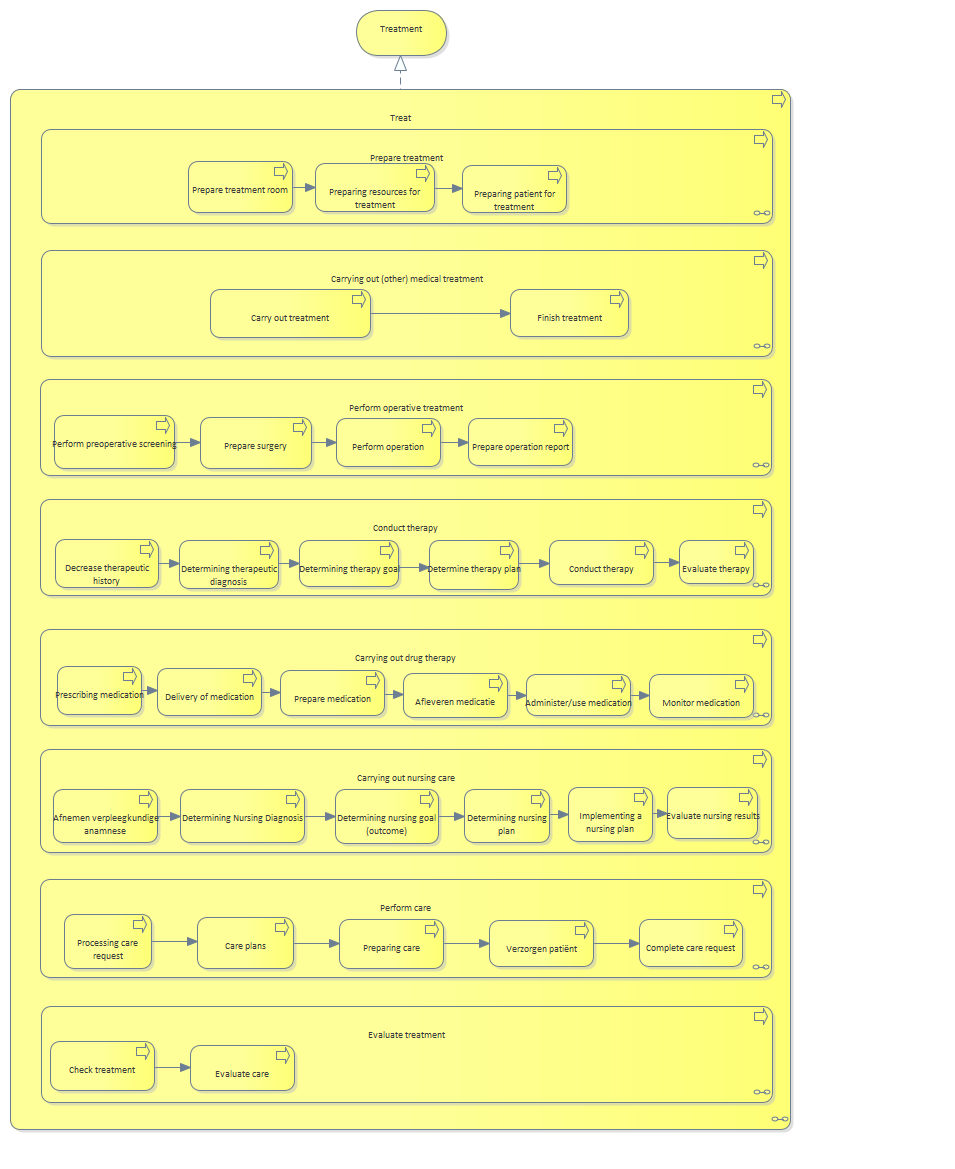 Treatment
Treat
Prepare treatment
Prepare treatment room
Preparing resources for
treatment
Preparing patient for
treatment
Carrying out (other) medical treatment
Carry out treatment
Finish treatment
Perform operative treatment
Perform preoperative screening
Prepare surgery
Perform operation
Prepare operation report
Conduct therapy
Decrease therapeutic
history
Determining therapeutic
diagnosis
Determining therapy goal
Determine therapy plan
Conduct therapy
Evaluate therapy
Carrying out drug therapy
Prescribing medication
Delivery of medication
Prepare medication
Afleveren medicatie
Administer/use medication
Monitor medication
Carrying out nursing care
Afnemen verpleegkundige
anamnese
Determining Nursing Diagnosis
Determining nursing goal
(outcome)
Determining nursing
plan
Implementing a
nursing plan
Evaluate nursing results
Perform care
Processing care
request
Care plans
Preparing care
Verzorgen patiënt
Complete care request
Evaluate treatment
Check treatment
Evaluate care